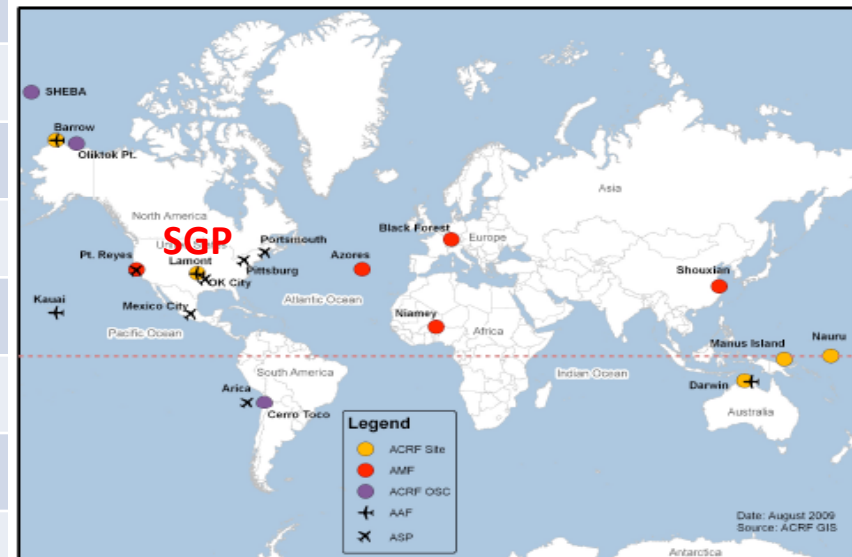 SHEBA
Barrow
Oliktok Pt.
North America
Asia
SGP
Portsmouth
Black Forest
Europe
Pt. Reyes
Lamont
Azores
Pittsburg
OK City
Shouxian
Kauai
Mexico City
Atlantic Ocean
Niamey
Africa
Pacific Ocean
Manus Island
Nauru
South America
Indian Ocean
Arica
Darwin
Cerro Toco
Australia
Legend
ACRF Site
AMF
ACRF OSC
AAF
ASP
Date: August 2009
Source: ACRF GIS
Antarctica